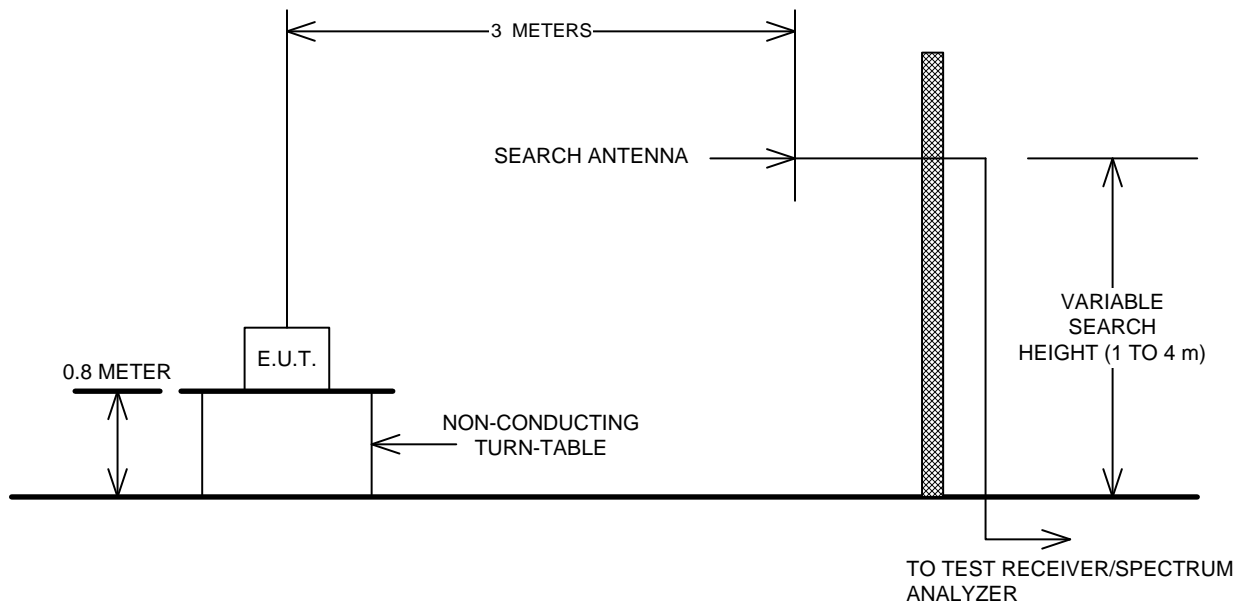 3 METERS
SEARCH ANTENNA
VARIABLE
SEARCH
HEIGHT (1 TO 4 m)
E.U.T.
0.8 METER
NON-CONDUCTING
TURN-TABLE
TO TEST RECEIVER/SPECTRUM
ANALYZER